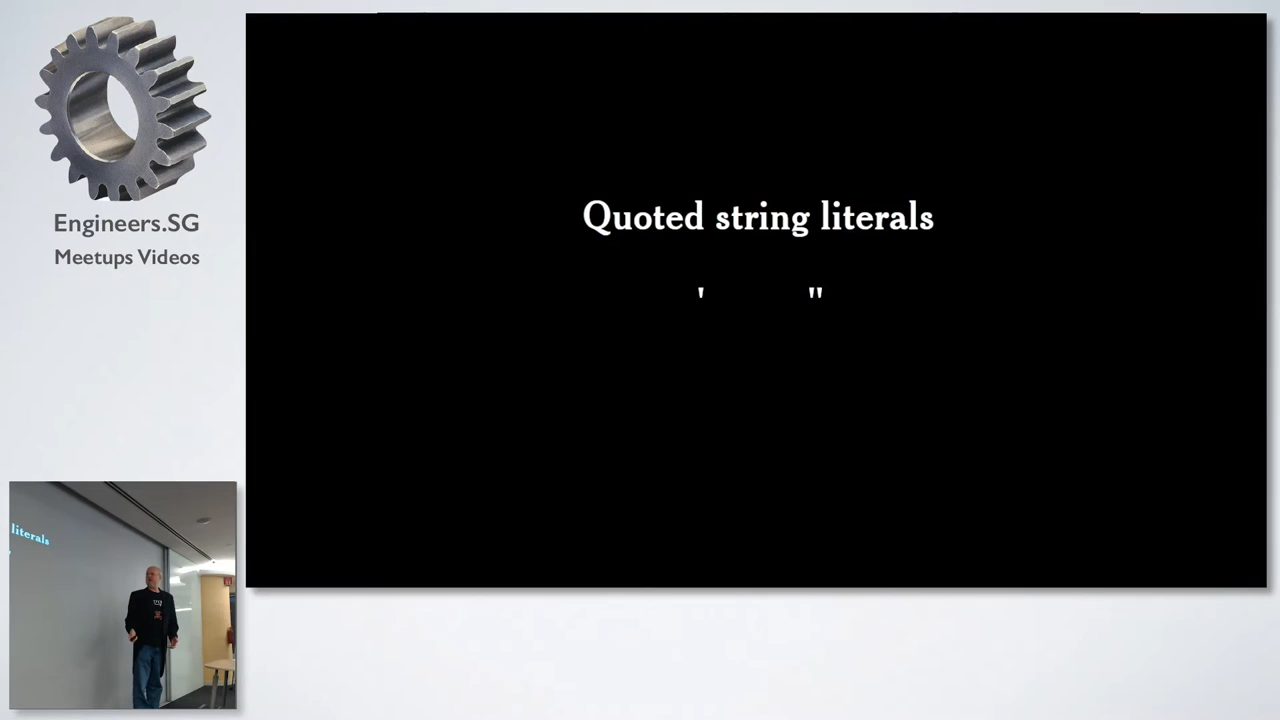 Engineers.SG
Meetups Videos
Quoted string literals
' "
literals